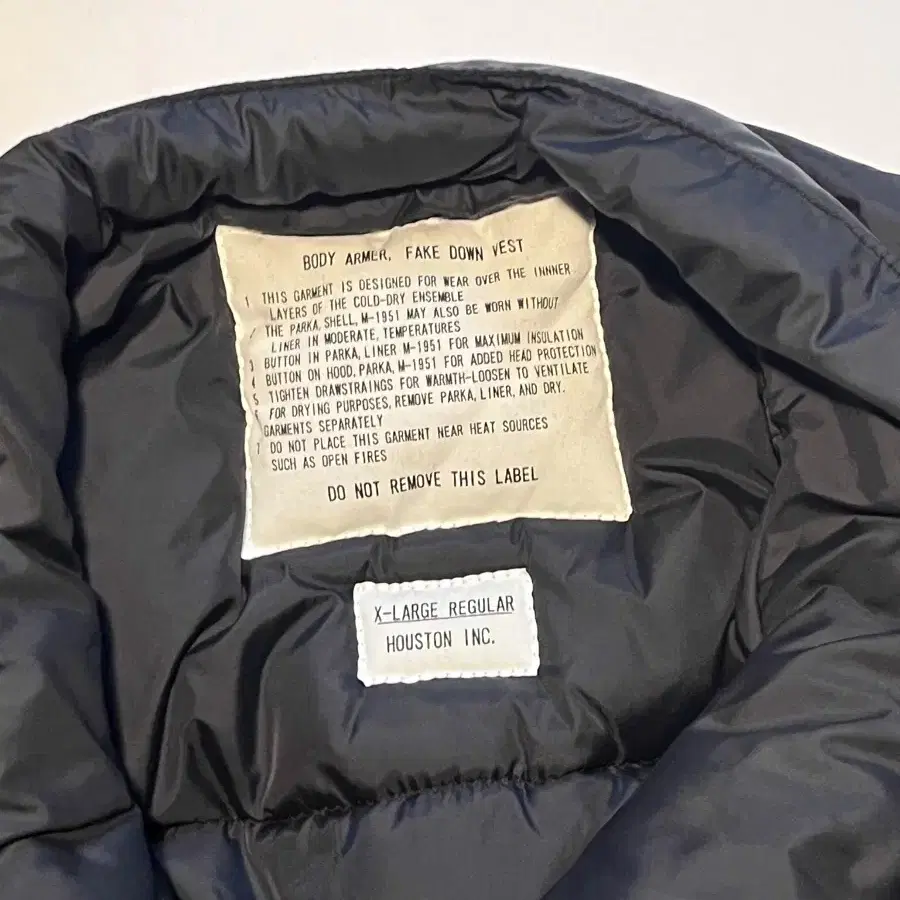 BODY ARMER, FAKE DOWN VEST
1 THIS GARMENT IS DESIGNED FOR WEAR OVER THE INNNER
LAYERS OF THE COLD-DRY ENSEMBLE
THE PARKA, SHELL, M-1951 MAY ALSO BE WORN WITHOUT
LINER IN MODERATE, TEMPERATURES
3 BUTTON IN PARKA, LINER M-1951 FOR MAXIMUM INSULATION
4 BUTTON ON HOOD, PARKA, M-1951 FOR ADDED HEAD PROTECTION
5 TIGHTEN DRAWSTRAINGS FOR WARMTH-LOOSEN TO VENTILATE
FOR DRYING PURPOSES, REMOVE PARKA, LINER, AND DRY.
GARMENTS SEPARATELY
7 DO NOT PLACE THIS GARMENT NEAR HEAT SOURCES
SUCH AS OPEN FIRES
DO NOT REMOVE THIS LABEL
X-LARGE REGULAR
HOUSTON INC.